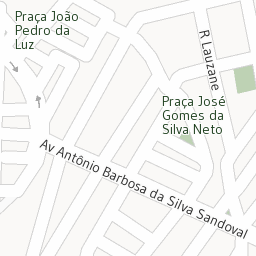 Praça João
Pedro da
Luz
R Lauzane
Praça José
Gomes da
Silva Neto
Av Antônio Barbosa da Silva Sandoval